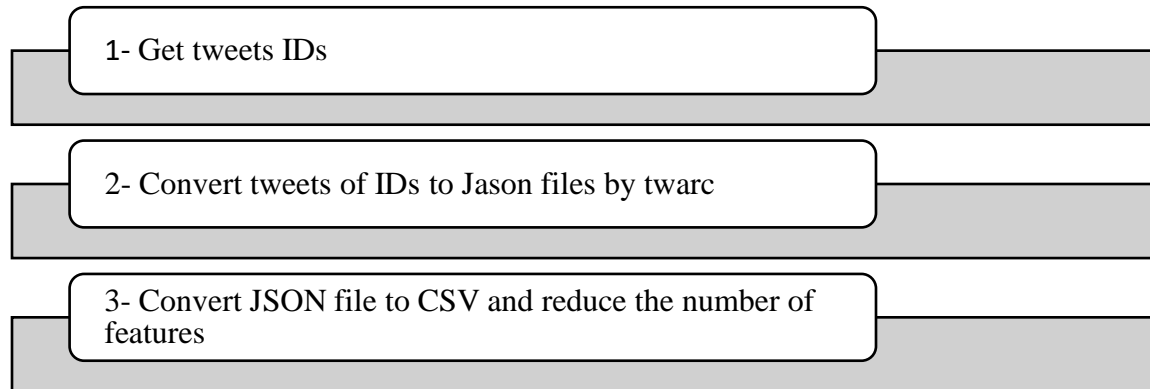 1- Get tweets IDs
2- Convert tweets of IDs to Jason files by twarc
3- Convert JSON file to CSV and reduce the number of
features